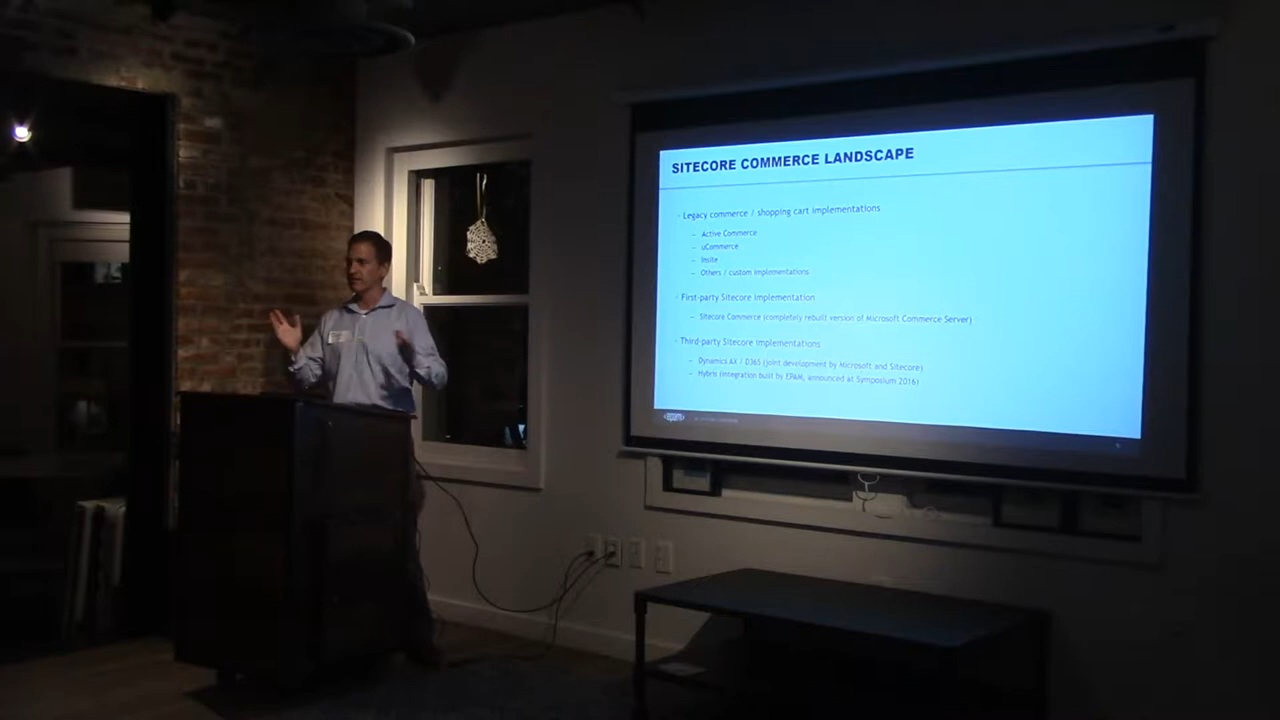 SITECORE COMMERCE LANDSCAPE
Legacy commerce / shopping cart implementations
– Active Commerce
– uCommerce
– Insite
– Others / custom implementations
First-party Sitecore implementation
– Sitecore Commerce (completely rebuilt version of Microsoft Commerce Server)
Third-party Sitecore implementations
– Dynamics AX / D365 (joint development by Microsoft and Sitecore)
– Hybris (integration built by EPAM, announced at Symposium 2016)
<epam>